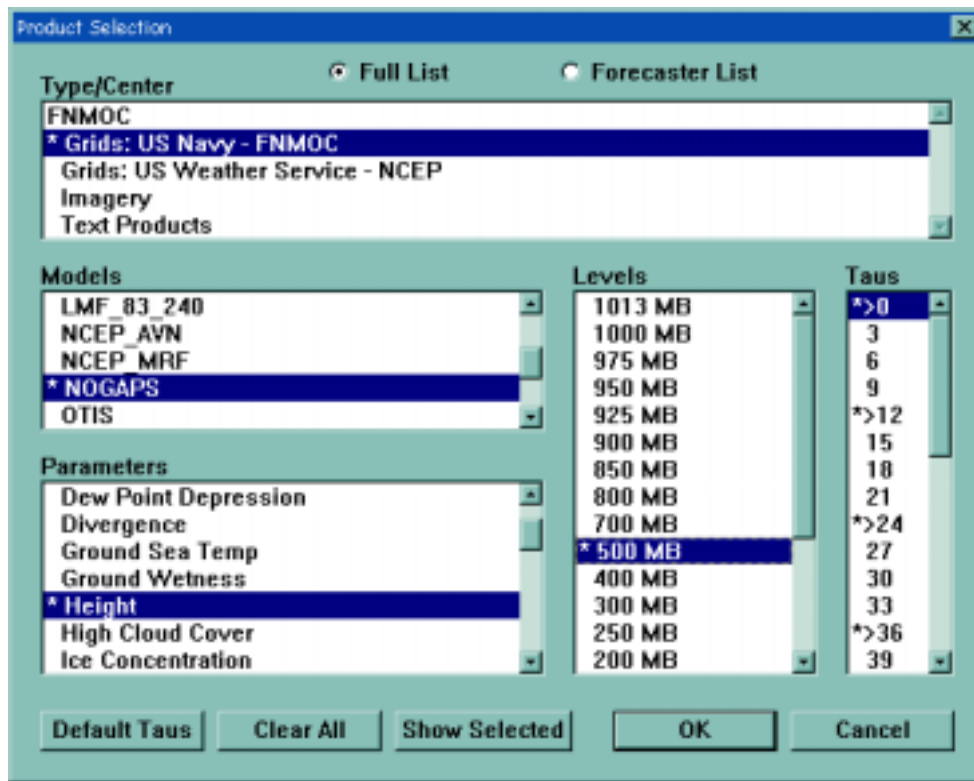 Product Selection
Full List
Forecaster List
Type/Center
FNMOC
* Grids: US Navy - FNMOC
Grids: US Weather Service - NCEP
Imagery
Text Products
Models
LMF_83_240
NCEP_AVN
NCEP_MRF
* NOGAPS
OTIS
Parameters
Dew Point Depression
Divergence
Ground Sea Temp
Ground Wetness
* Height
High Cloud Cover
Ice Concentration
Levels
1013 MB
1000 MB
975 MB
950 MB
925 MB
900 MB
850 MB
800 MB
700 MB
* 500 MB
400 MB
300 MB
250 MB
200 MB
Taus
*>0
3
6
9
*>12
15
18
21
*>24
27
30
33
*>36
39
Default Taus
Clear All
Show Selected
OK
Cancel